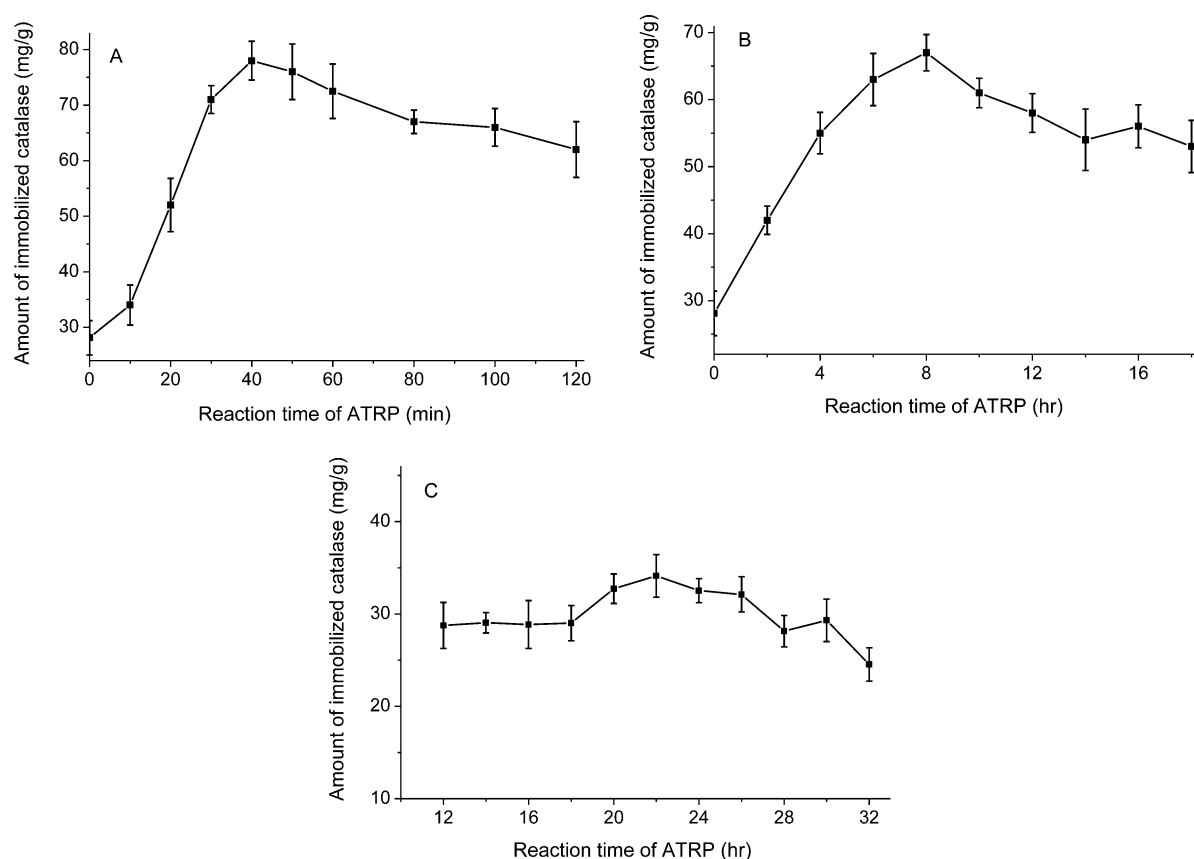 A
Amount of immobilized catalase (mg/g)
80
70
60
50
40
30
0 20 40 60 80 100 120
Reaction time of ATRP (min)
B
Amount of immobilized catalase (mg/g)
70
60
50
40
30
0 4 8 12 16
Reaction time of ATRP (hr)
C
Amount of immobilized catalase (mg/g)
40
30
20
10
12 16 20 24 28 32
Reaction time of ATRP (hr)